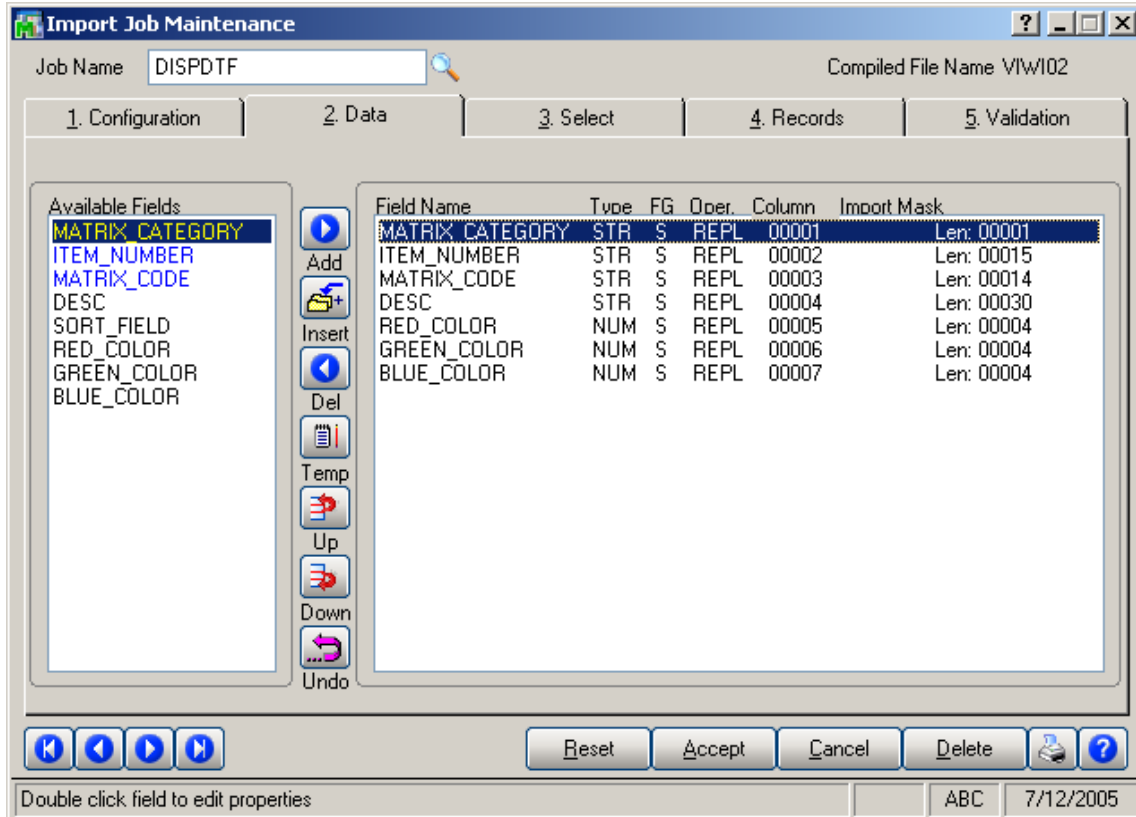 Import Job Maintenance
Job Name DISPDTF Compiled File Name VIWI02
1. Configuration 2. Data 3. Select 4. Records 5. Validation
Available Fields
MATRIX_CATEGORY
ITEM_NUMBER
MATRIX_CODE
DESC
SORT_FIELD
RED_COLOR
GREEN_COLOR
BLUE_COLOR
Add
Insert
Del
Temp
Up
Down
Undo
Field Name Type FG Oper. Column Import Mask
MATRIX_CATEGORY STR S REPL 00001 Len: 00001
ITEM_NUMBER STR S REPL 00002 Len: 00015
MATRIX_CODE STR S REPL 00003 Len: 00014
DESC STR S REPL 00004 Len: 00030
RED_COLOR NUM S REPL 00005 Len: 00004
GREEN_COLOR NUM S REPL 00006 Len: 00004
BLUE_COLOR NUM S REPL 00007 Len: 00004
Reset Accept Cancel Delete
Double click field to edit properties ABC 7/12/2005